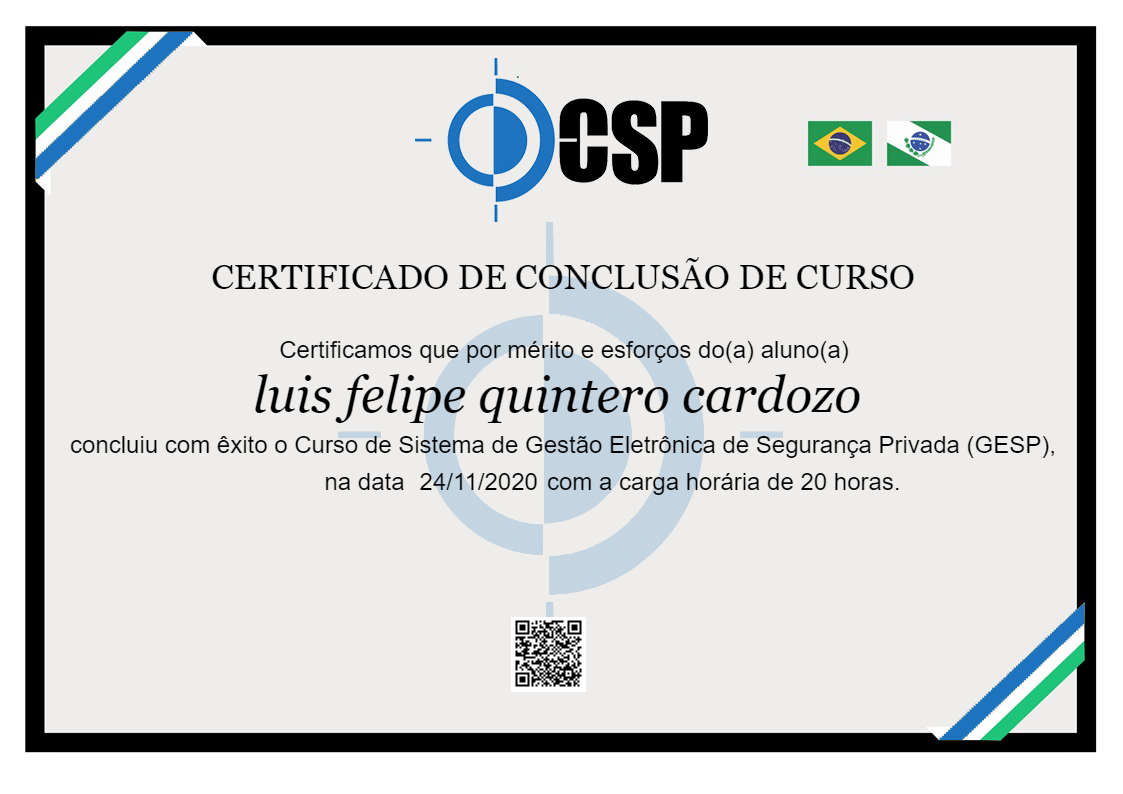 CSP
CERTIFICADO DE CONCLUSÃO DE CURSO
Certificamos que por mérito e esforços do(a) aluno(a)
luis felipe quintero cardozo
concluiu com êxito o Curso de Sistema de Gestão Eletrônica de Segurança Privada (GESP),
na data 24/11/2020 com a carga horária de 20 horas.